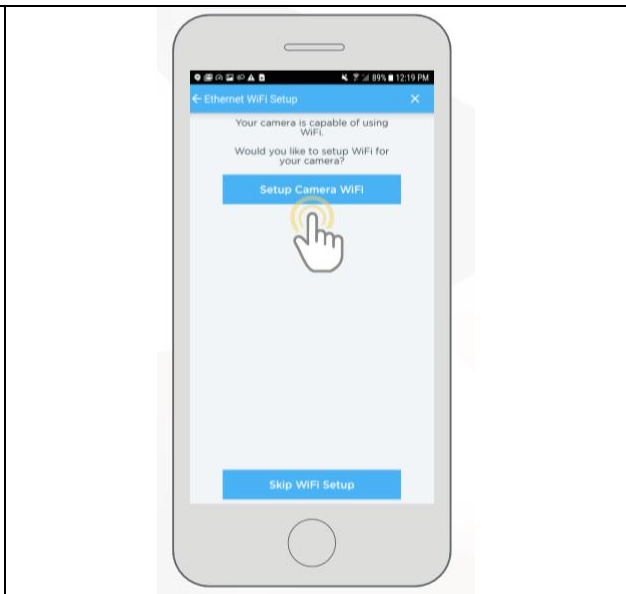 89% 12:19 PM
← Ethernet WiFi Setup ✕
Your camera is capable of using
WiFi.
Would you like to setup WiFi for
your camera?
Setup Camera WiFi
Skip WiFi Setup